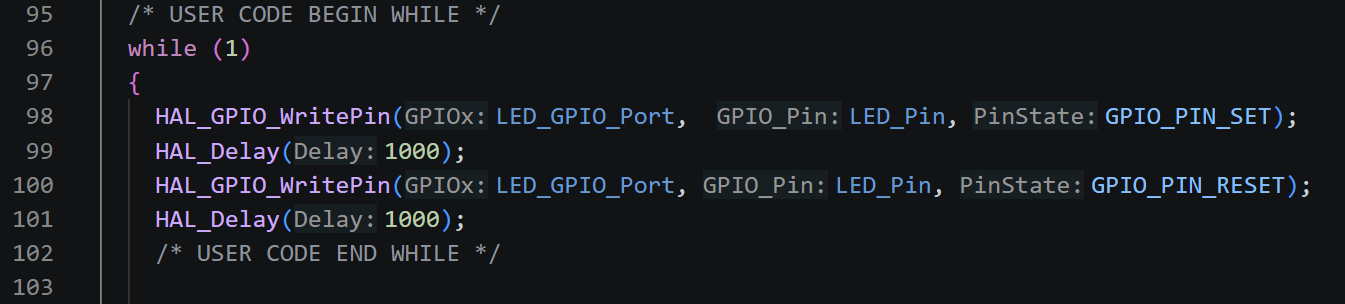 95 /* USER CODE BEGIN WHILE */
96 while (1)
97 {
98 HAL_GPIO_WritePin(GPIOx: LED_GPIO_Port,  GPIO_Pin: LED_Pin, PinState: GPIO_PIN_SET);
99 HAL_Delay(Delay: 1000);
100 HAL_GPIO_WritePin(GPIOx: LED_GPIO_Port, GPIO_Pin: LED_Pin, PinState: GPIO_PIN_RESET);
101 HAL_Delay(Delay: 1000);
102 /* USER CODE END WHILE */
103